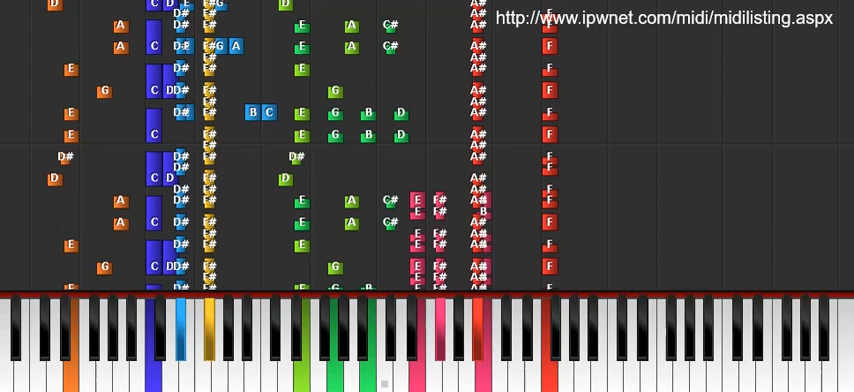 http://www.ipwnet.com/midi/midilisting.aspx
D C D E G D
D# F# A# F
A E A C#
A C D# E F# G A E A C# A# F
E D# F# E A# F
C D
G D# F# G A# F
E D# E F# B C E G B D A# F
E C F# E G B D A# F
D# D# F# D# A# F
D C D F# D A#
A D# F# E A C# E F# A# F
E F# A# B
A C F# E A C# A#
E D# F# E E F# A# F
C D
G D# F# G E F# A# F
E D# F# E G B E F# A# F